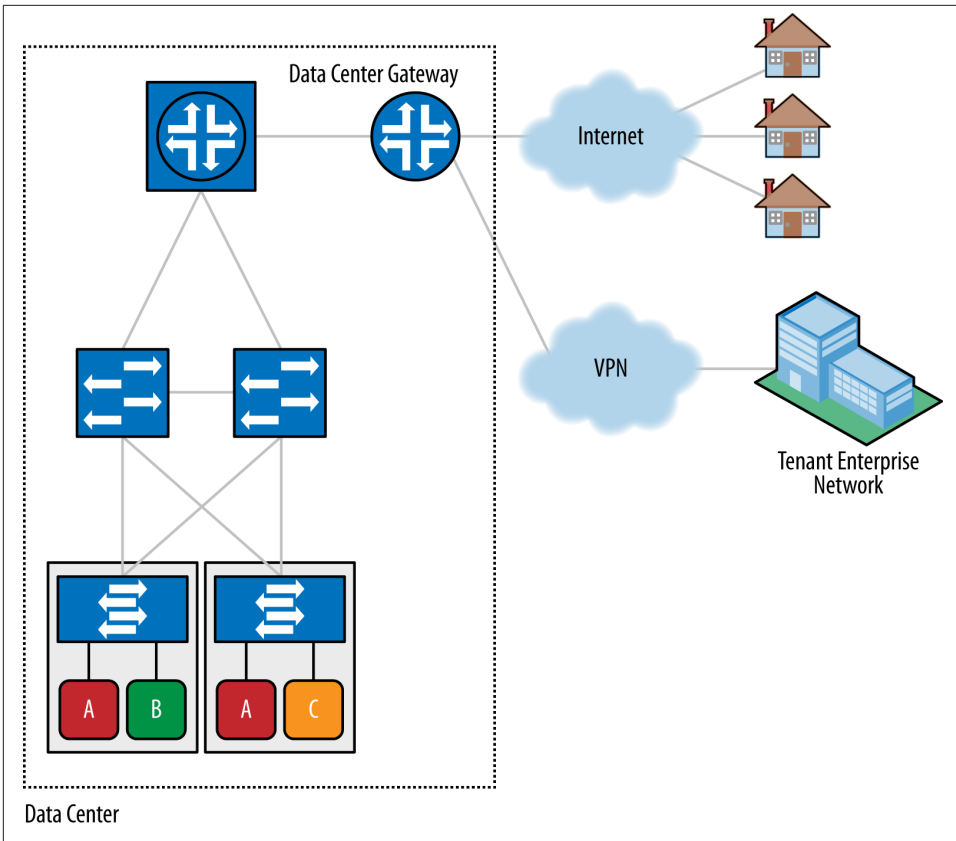 Data Center Gateway
Internet
VPN
Tenant Enterprise
Network
A
B
A
C
Data Center